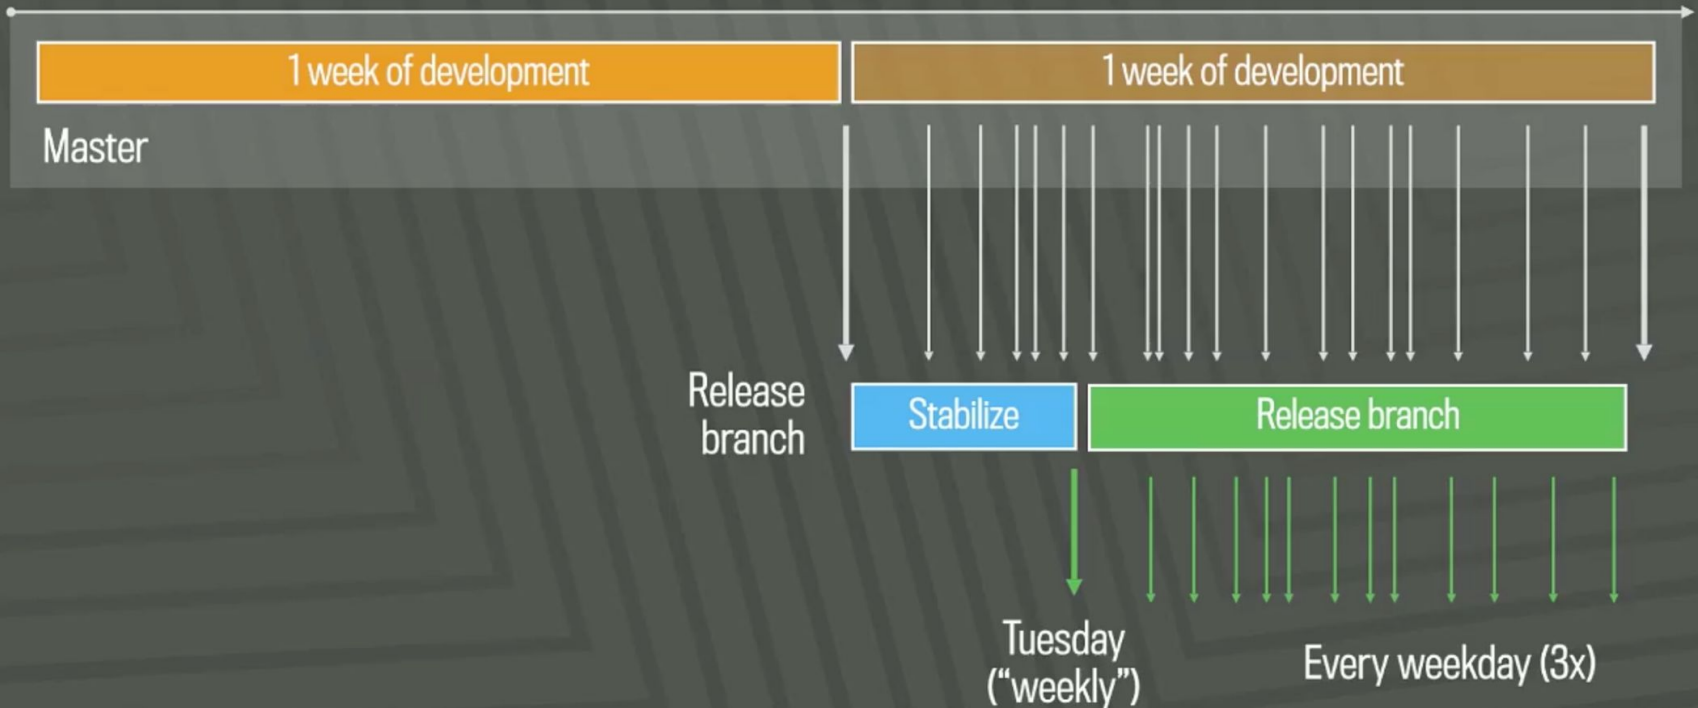 1 week of development
1 week of development
Master
Release
branch
Stabilize
Release branch
Tuesday
("weekly")
Every weekday (3x)